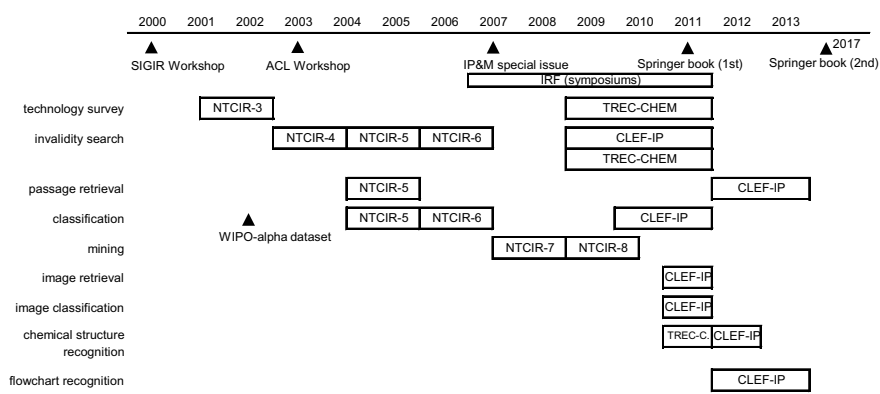 2000 2001 2002 2003 2004 2005 2006 2007 2008 2009 2010 2011 2012 2013
2017
SIGIR Workshop ACL Workshop IP&M special issue Springer book (1st) Springer book (2nd)
IRF (symposiums)
technology survey NTCIR-3 TREC-CHEM
invalidity search NTCIR-4 NTCIR-5 NTCIR-6 CLEF-IP
TREC-CHEM
passage retrieval NTCIR-5 CLEF-IP
classification NTCIR-5 NTCIR-6 CLEF-IP
WIPO-alpha dataset
mining NTCIR-7 NTCIR-8
image retrieval CLEF-IP
image classification CLEF-IP
chemical structure TREC-C. CLEF-IP
recognition
flowchart recognition CLEF-IP